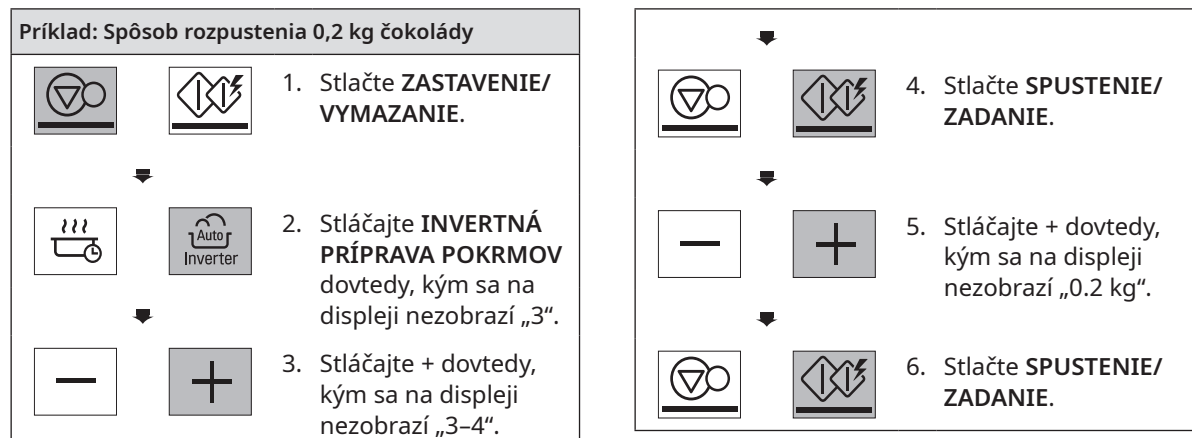 Príklad: Spôsob rozpustenia 0,2 kg čokolády
1. Stlačte ZASTAVENIE/
VYMAZANIE.
Auto
Inverter
2. Stláčajte INVERTNÁ
PRÍPRAVA POKRMOV
dovtedy, kým sa na
displeji nezobrazí „3“.
3. Stláčajte + dovtedy,
kým sa na displeji
nezobrazí „3–4“.
4. Stlačte SPUSTENIE/
ZADANIE.
5. Stláčajte + dovtedy,
kým sa na displeji
nezobrazí „0.2 kg“.
6. Stlačte SPUSTENIE/
ZADANIE.